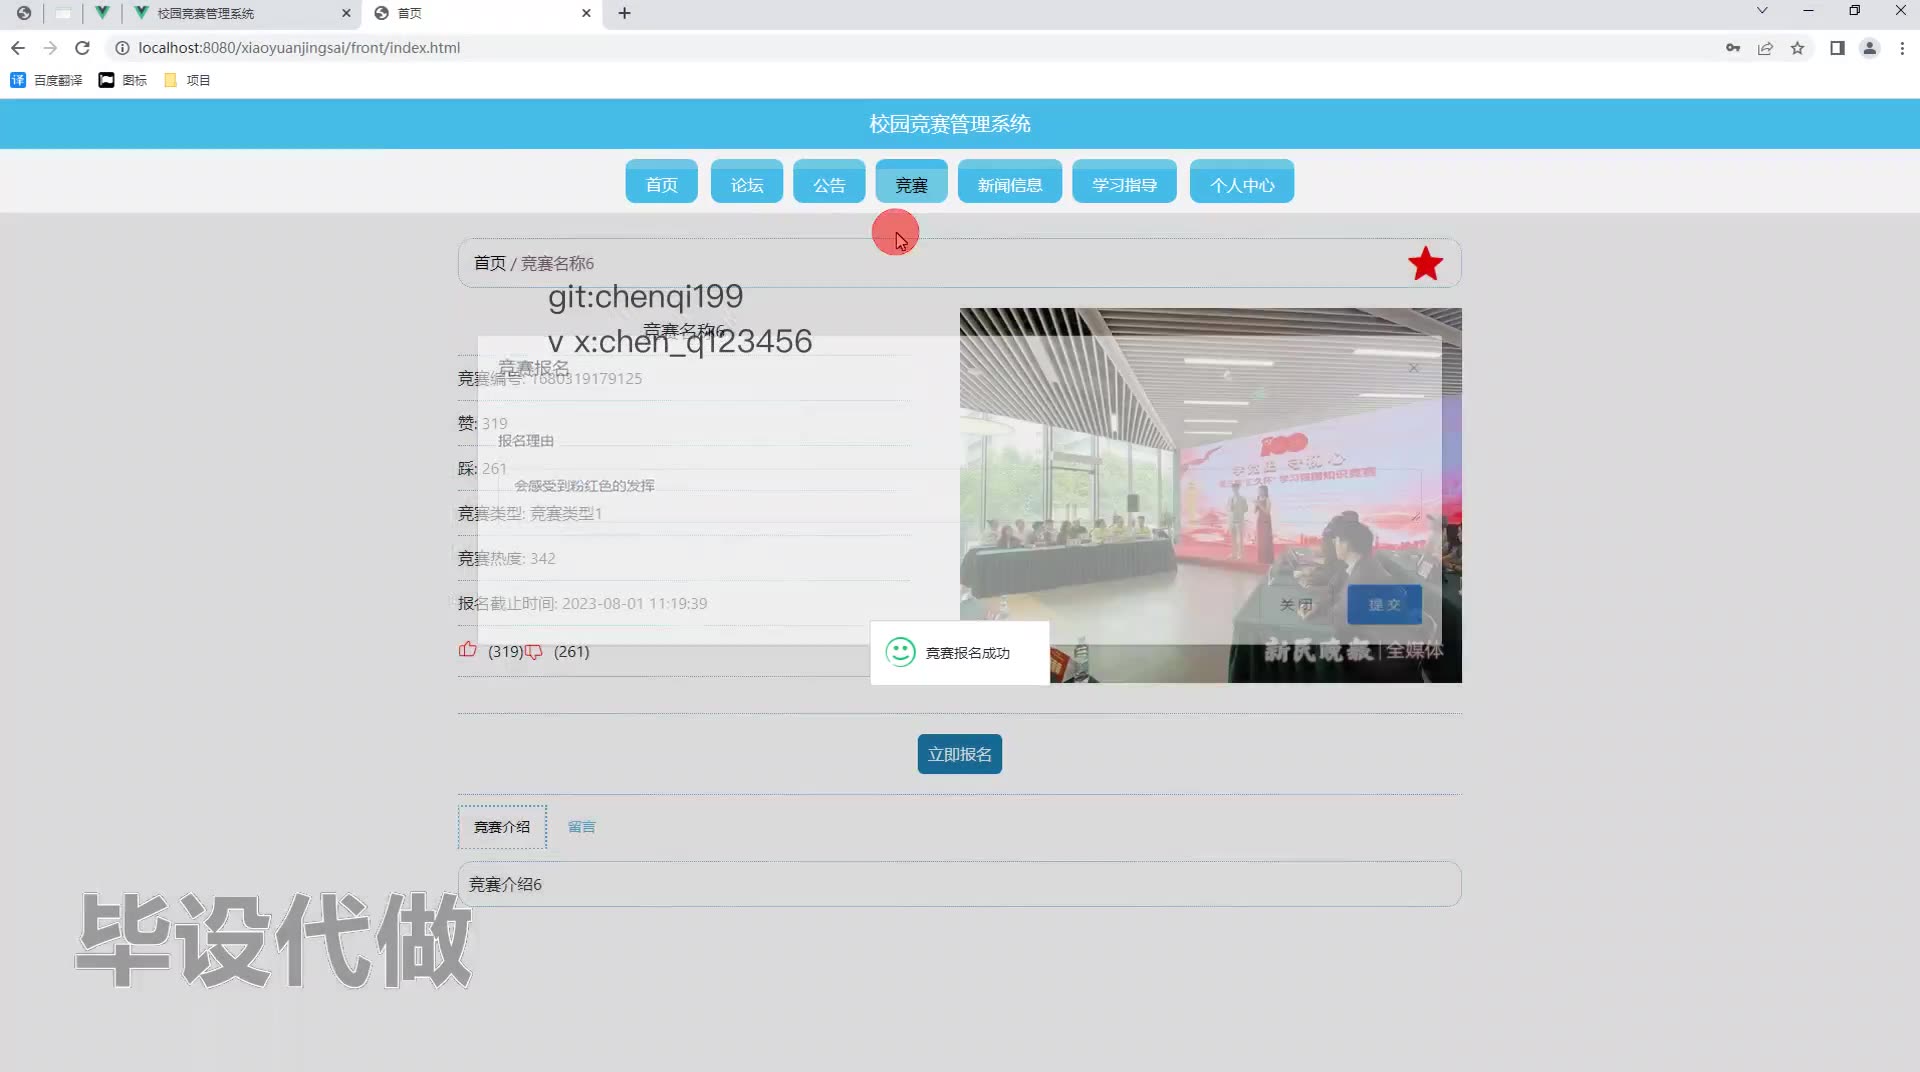 校园竞赛管理系统
首页
localhost:8080/xiaoyuanjingsai/front/index.html
百度翻译
图标
项目
校园竞赛管理系统
首页 论坛 公告 竞赛 新闻信息 学习指导 个人中心
首页 / 竞赛名称6
git:chenqi199
竞赛名称6
v x:chen_q123456
竞赛报名
竞赛编号: 1680319179125
赞: 319
报名理由
踩: 261
会感受到粉红色的发挥
竞赛类型: 竞赛类型1
竞赛热度: 342
报名截止时间: 2023-08-01 11:19:39
关闭 提交
(319) (261)
竞赛报名成功
新民晚报|全媒体
立即报名
竞赛介绍 留言
竞赛介绍6
毕设代做